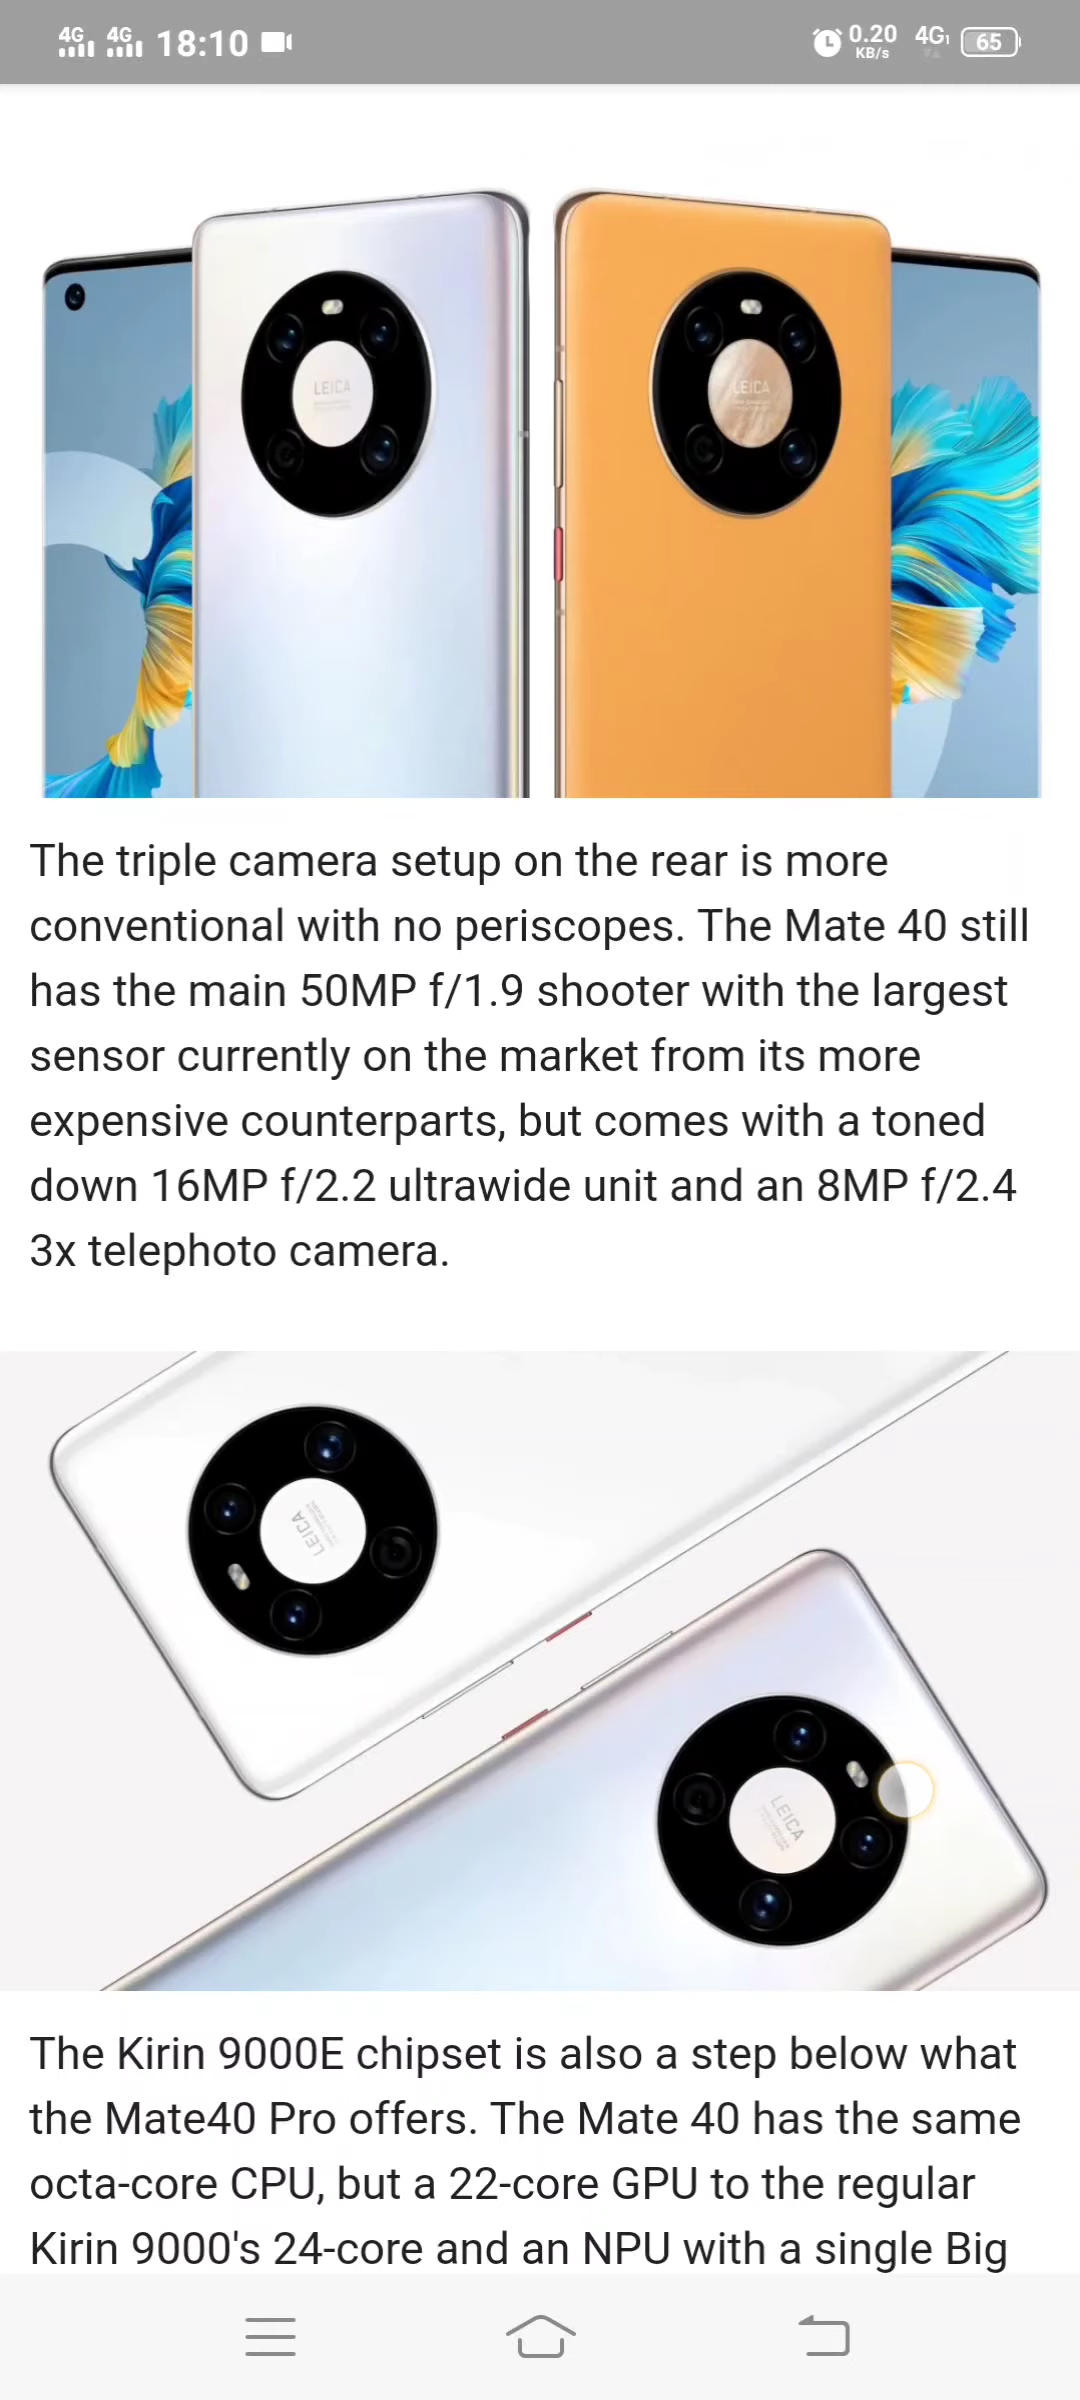 4G 4G 18:10 0.20 KB/s 4G1 65
LEICA LEICA
The triple camera setup on the rear is more
conventional with no periscopes. The Mate 40 still
has the main 50MP f/1.9 shooter with the largest
sensor currently on the market from its more
expensive counterparts, but comes with a toned
down 16MP f/2.2 ultrawide unit and an 8MP f/2.4
3x telephoto camera.
LEICA
LEICA
The Kirin 9000E chipset is also a step below what
the Mate40 Pro offers. The Mate 40 has the same
octa-core CPU, but a 22-core GPU to the regular
Kirin 9000's 24-core and an NPU with a single Big